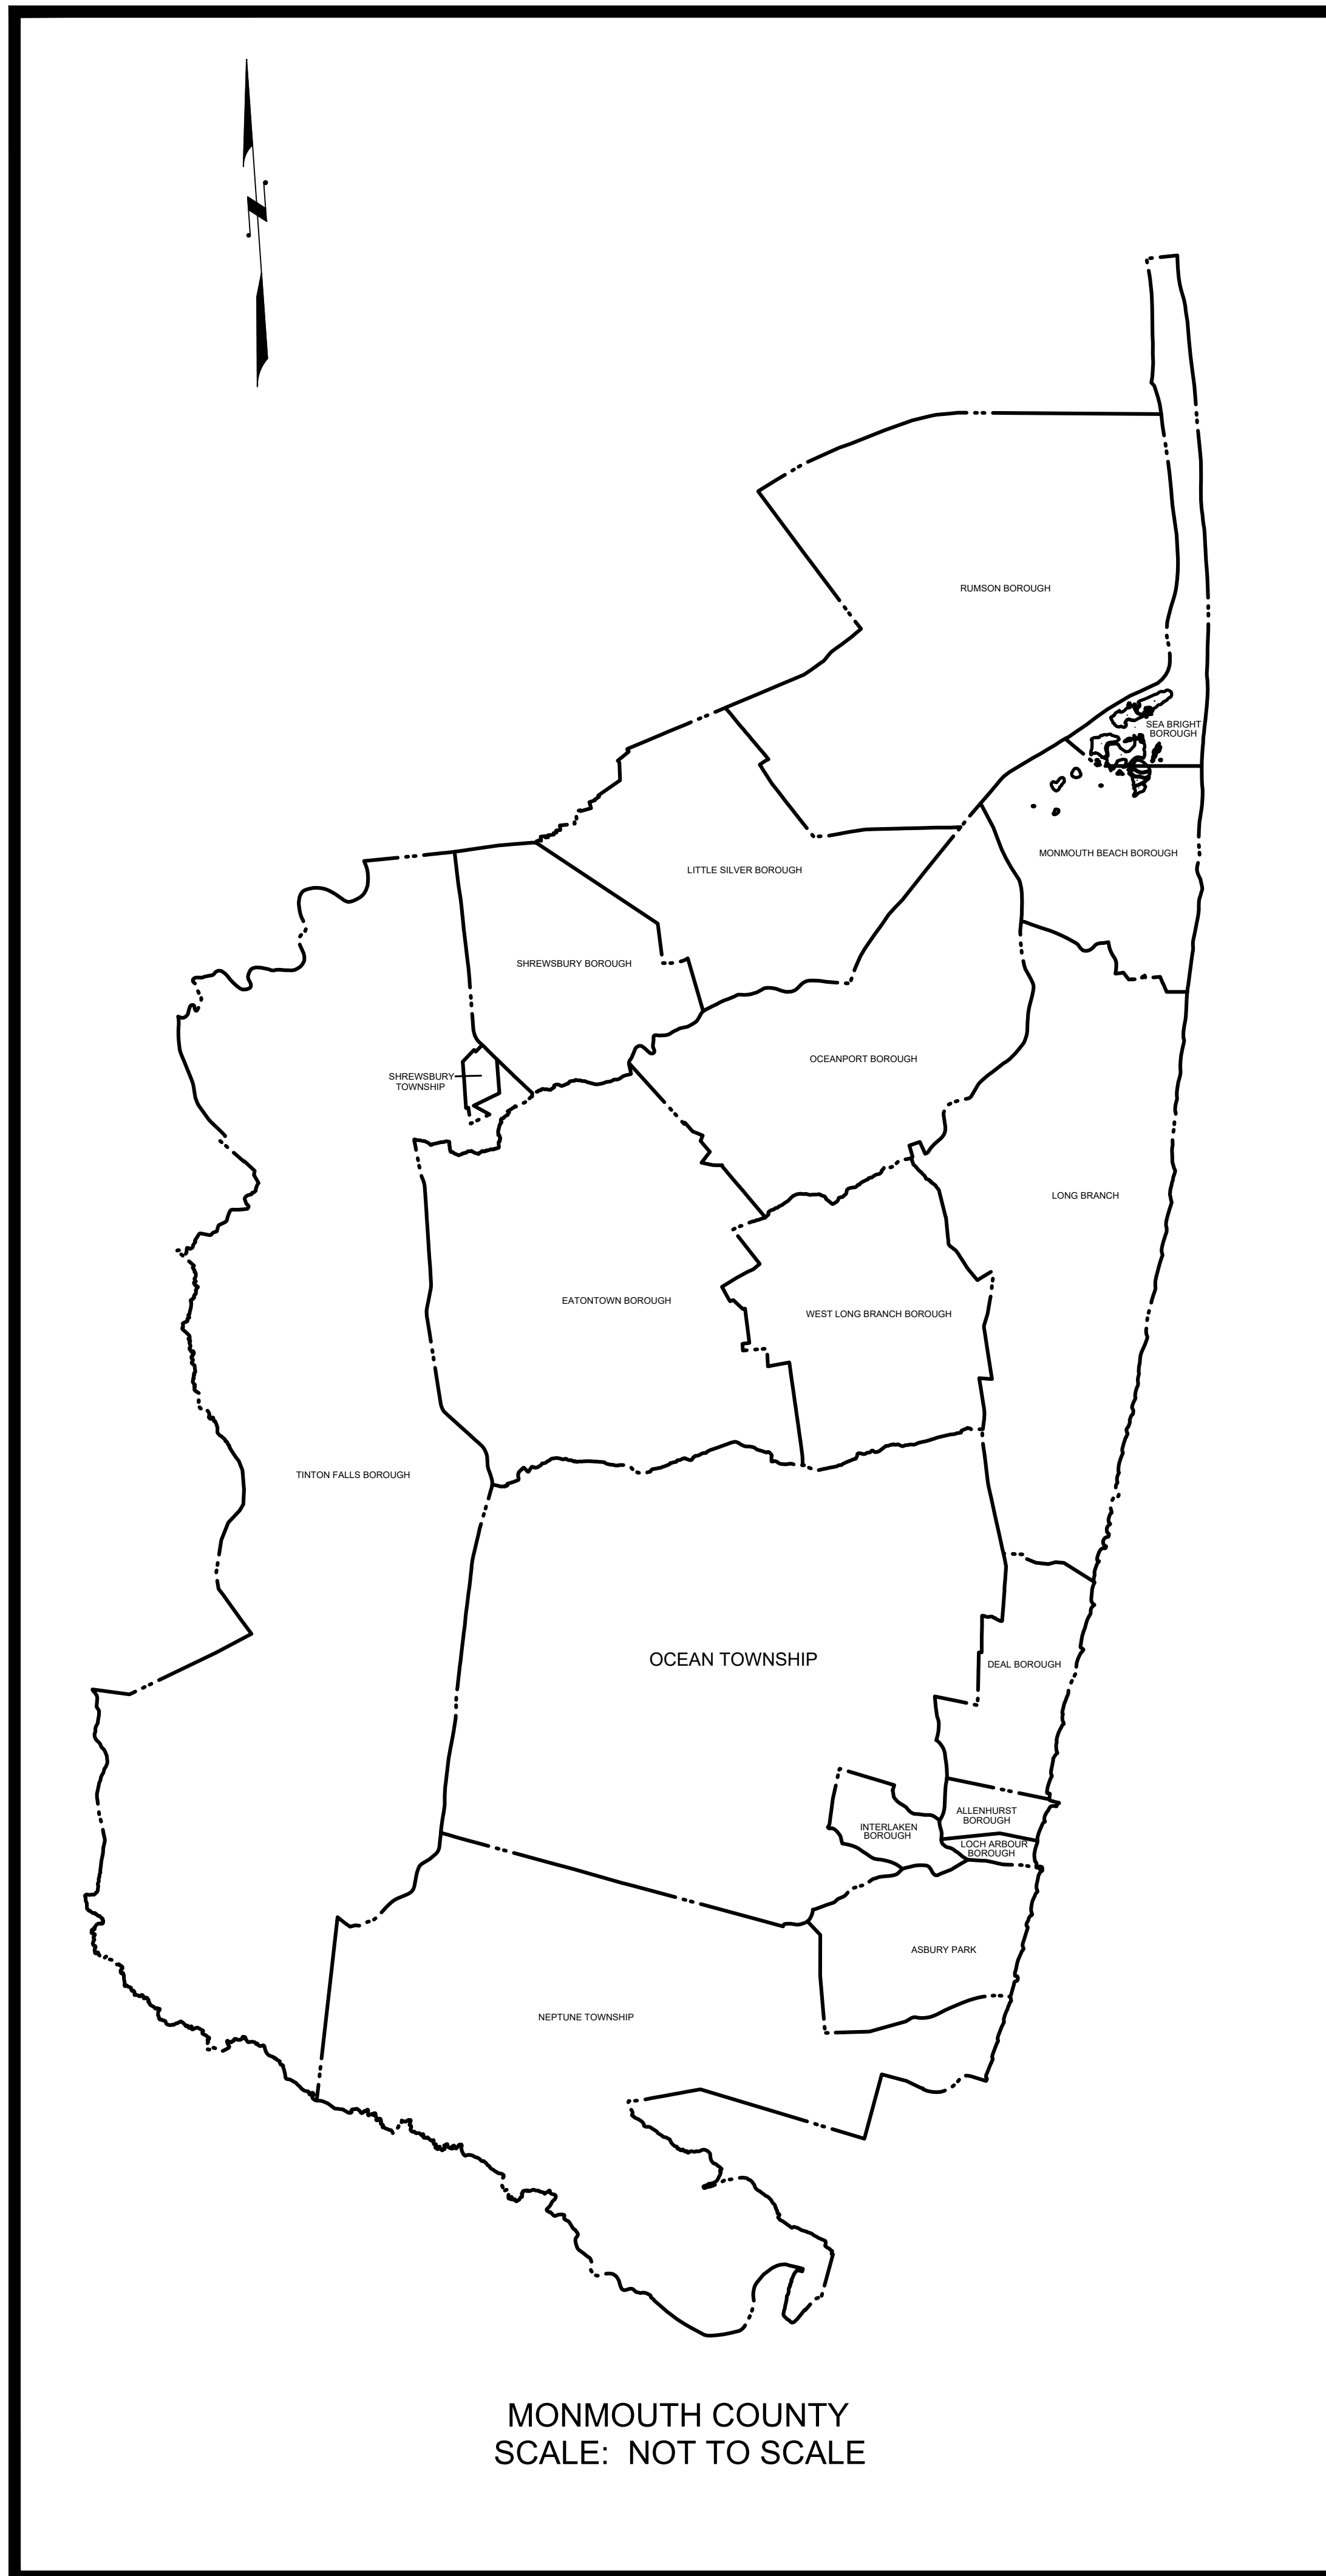 RUMSON BOROUGH
SEA BRIGHT
BOROUGH
MONMOUTH BEACH BOROUGH
LITTLE SILVER BOROUGH
SHREWSBURY BOROUGH
OCEANPORT BOROUGH
SHREWSBURY
TOWNSHIP
LONG BRANCH
EATONTOWN BOROUGH
WEST LONG BRANCH BOROUGH
TINTON FALLS BOROUGH
OCEAN TOWNSHIP
DEAL BOROUGH
ALLENHURST
BOROUGH
INTERLAKEN
BOROUGH
LOCH ARBOUR
BOROUGH
ASBURY PARK
NEPTUNE TOWNSHIP
MONMOUTH COUNTY
SCALE: NOT TO SCALE